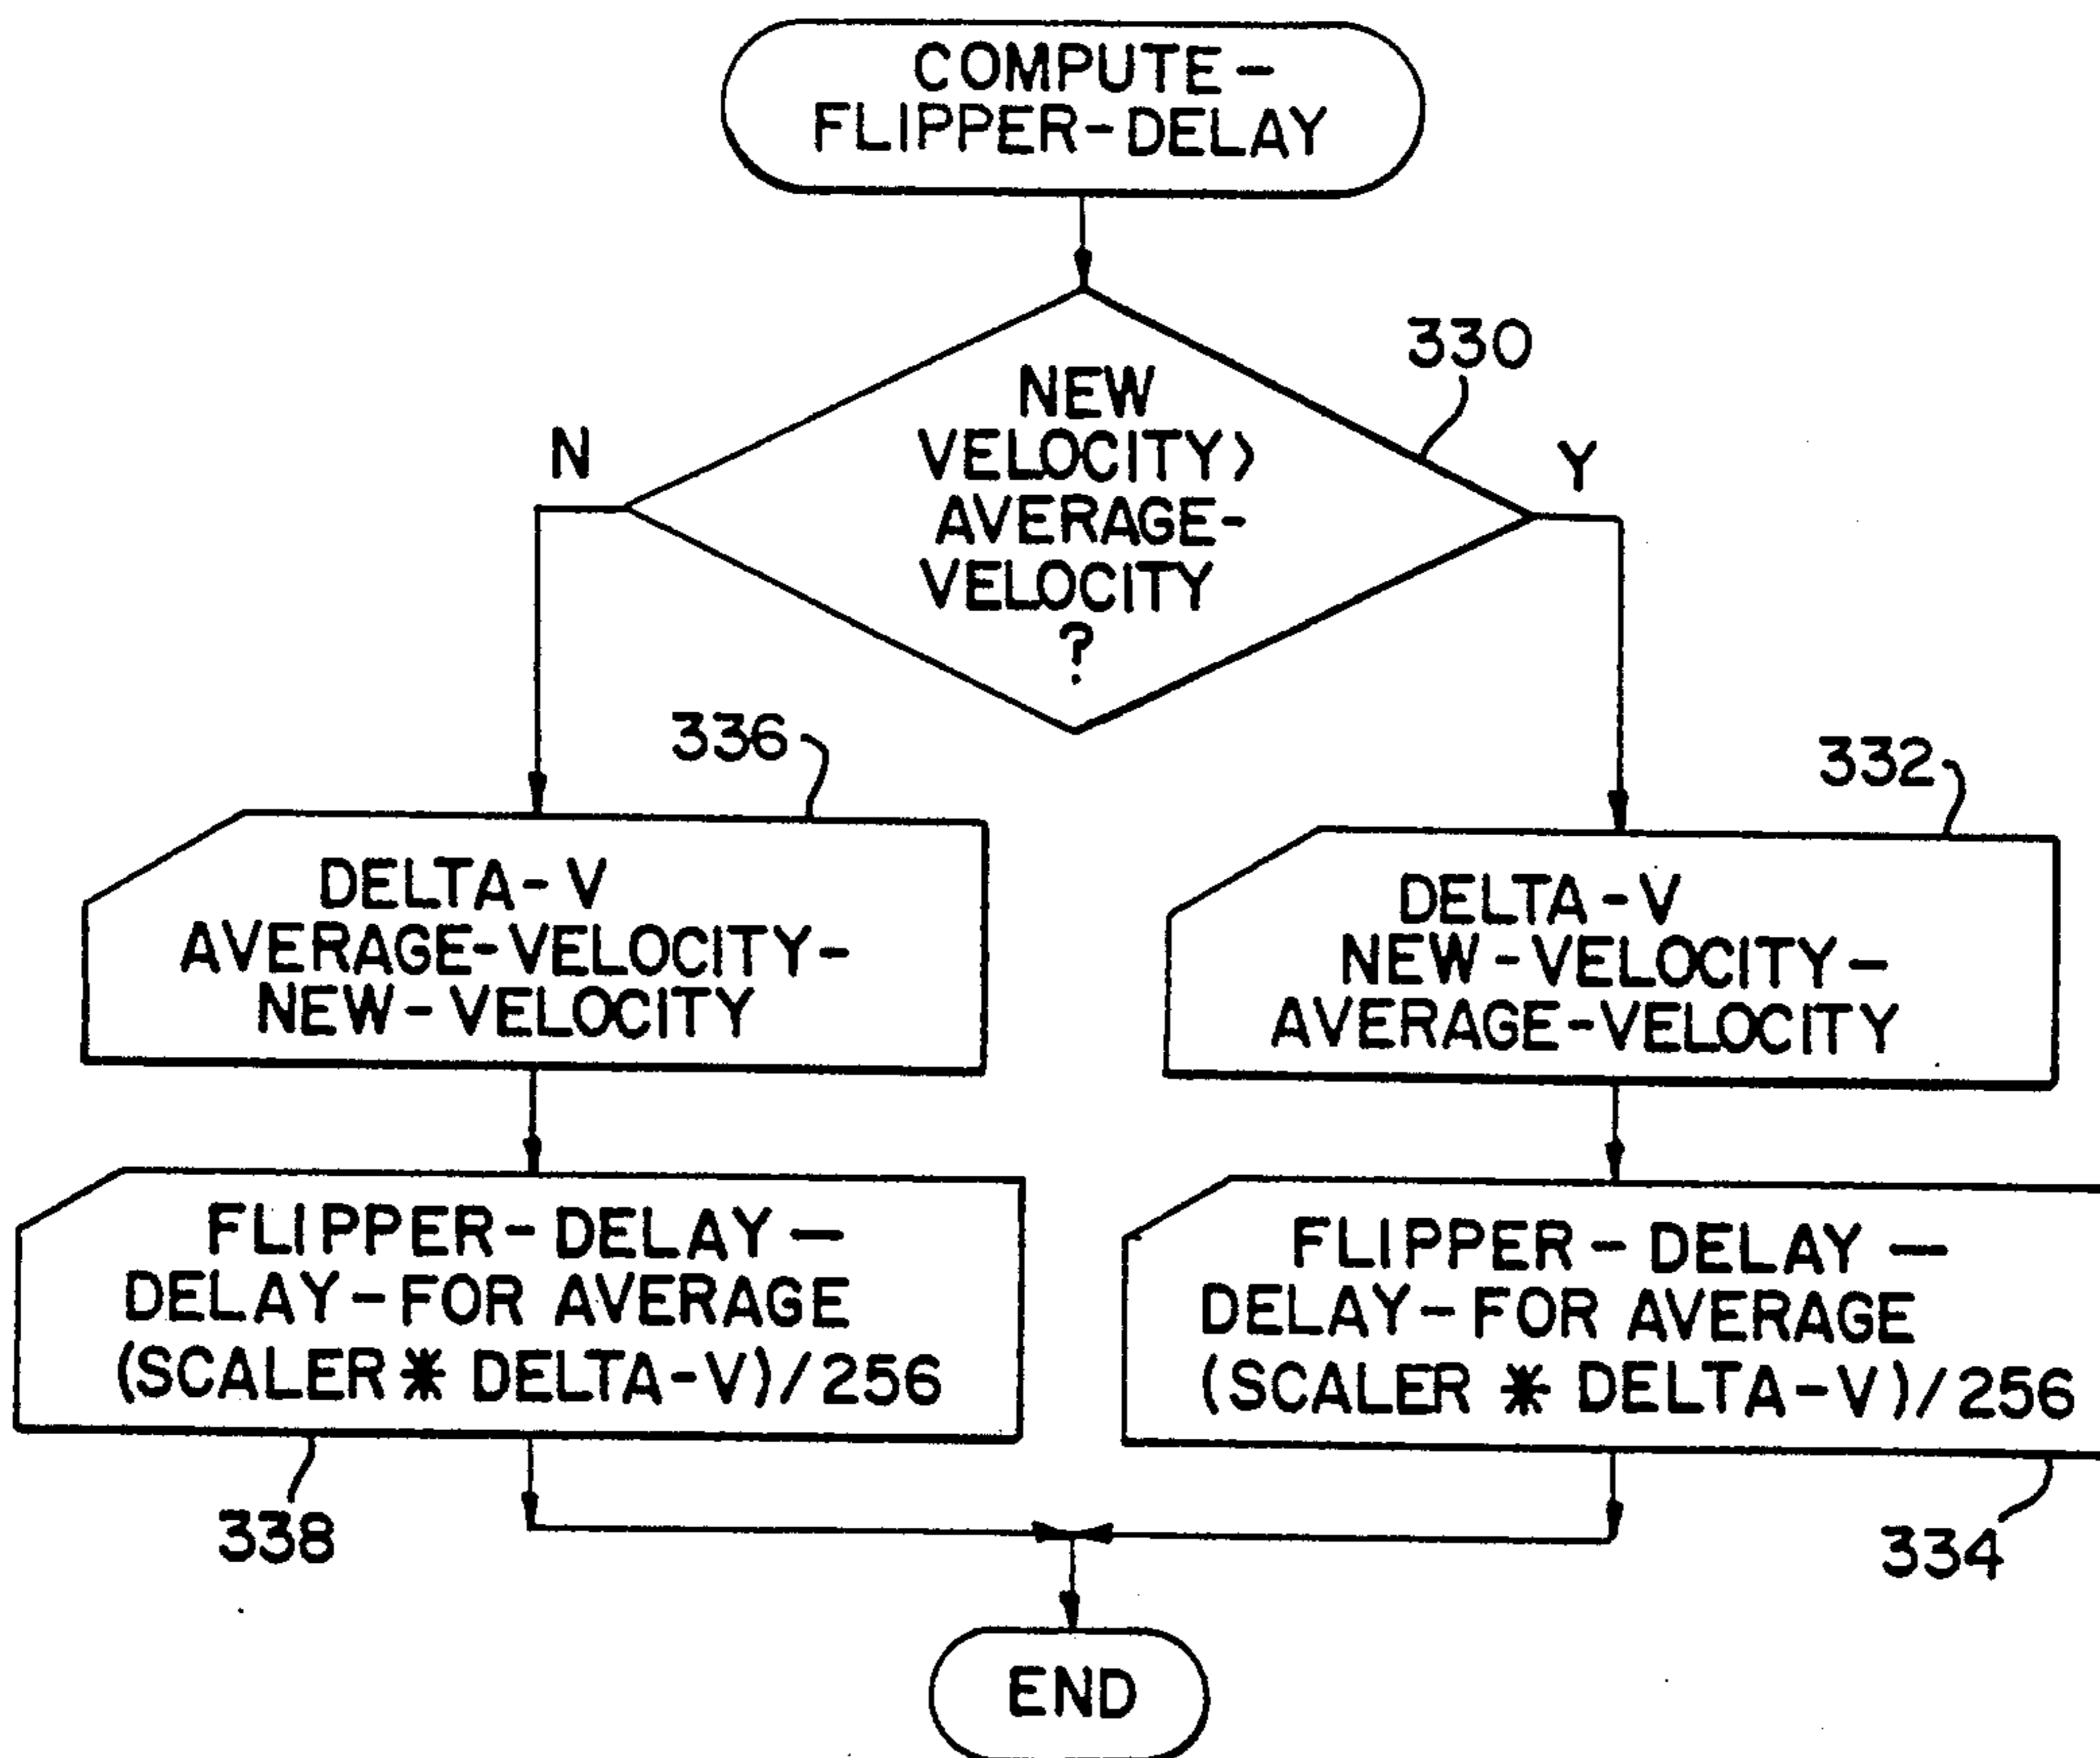 COMPUTE-
FLIPPER-DELAY
330
NEW
VELOCITY>
AVERAGE-
VELOCITY
?
N
Y
336
DELTA-V
AVERAGE-VELOCITY-
NEW-VELOCITY
332
DELTA-V
NEW-VELOCITY-
AVERAGE-VELOCITY
FLIPPER-DELAY—
DELAY-FOR AVERAGE
(SCALER * DELTA-V)/256
338
FLIPPER-DELAY—
DELAY-FOR AVERAGE
(SCALER * DELTA-V)/256
334
END